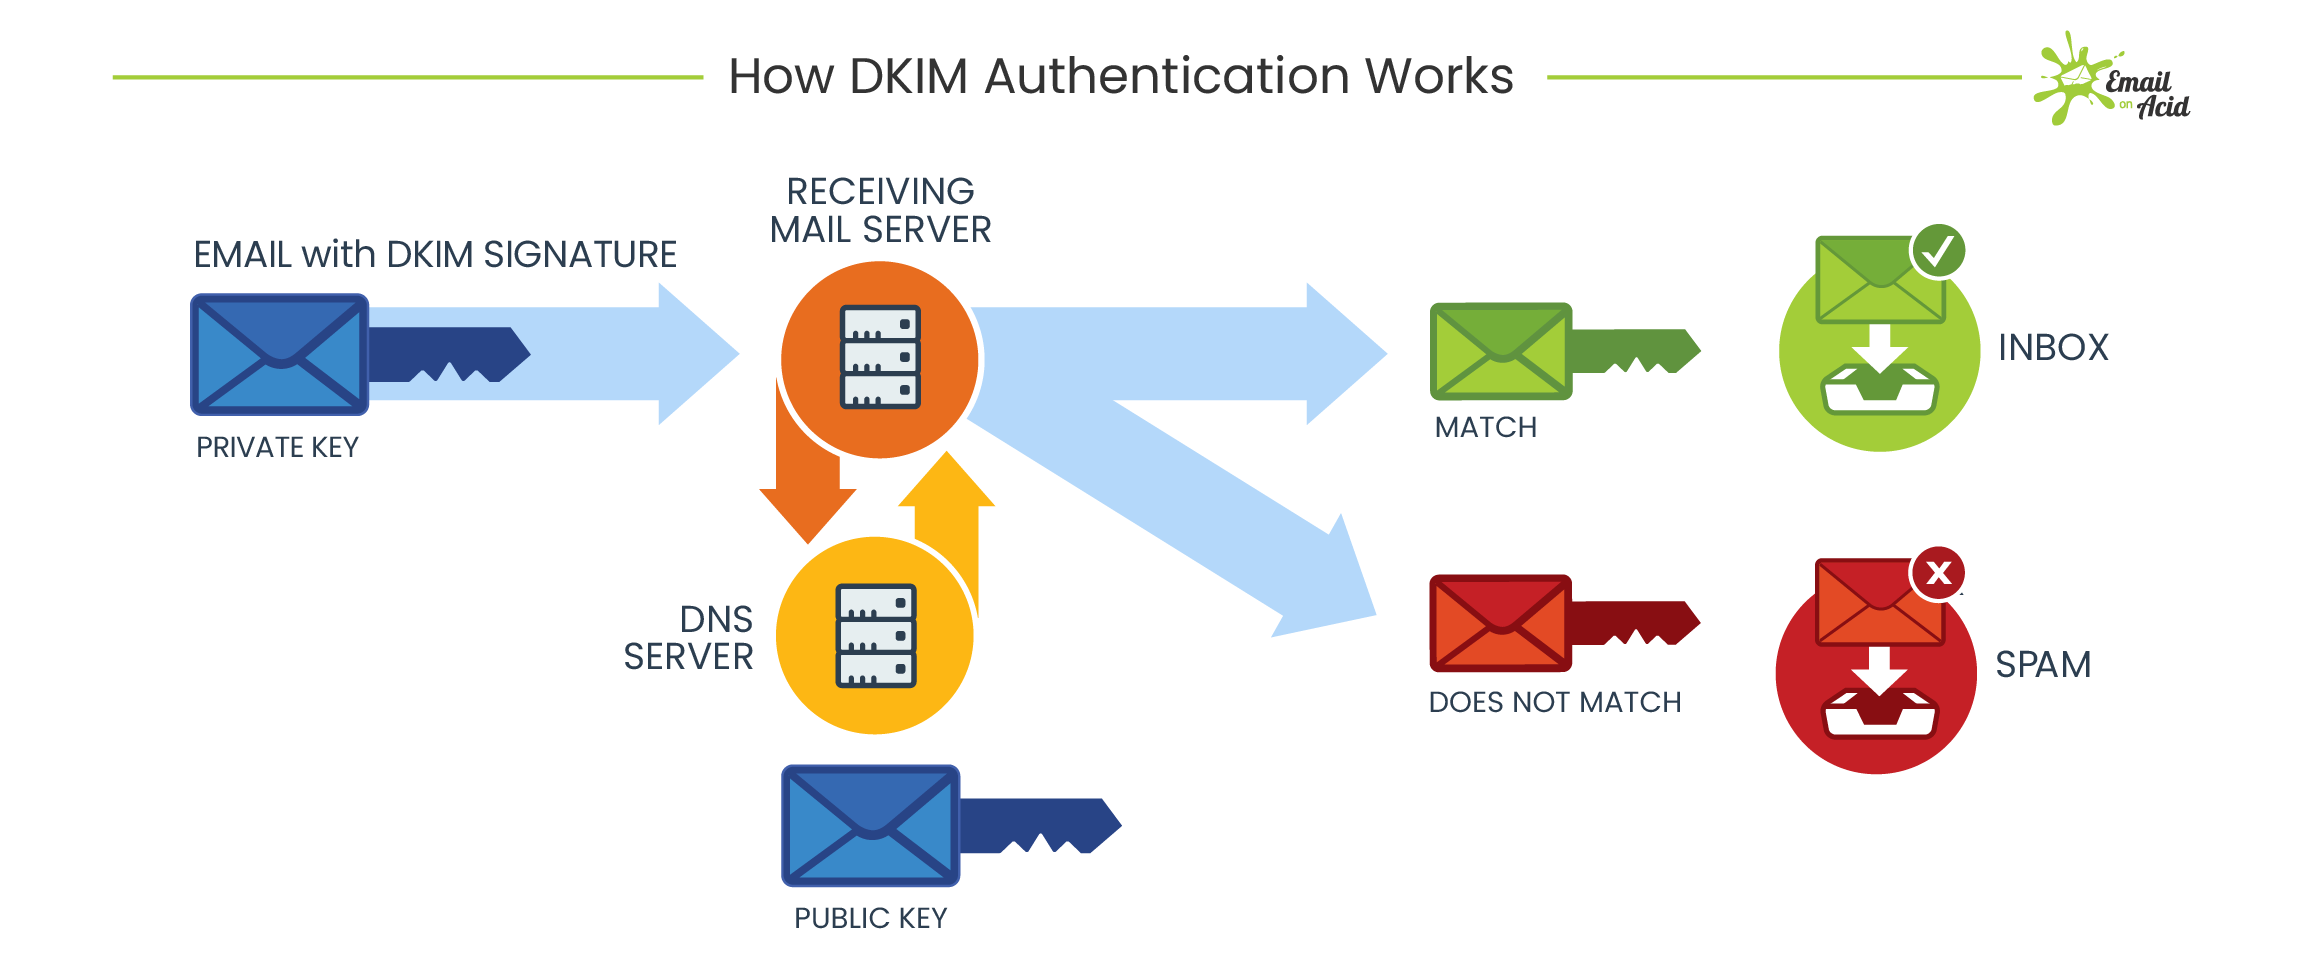 How DKIM Authentication Works
Email
on Acid
RECEIVING
MAIL SERVER
EMAIL with DKIM SIGNATURE
PRIVATE KEY
MATCH
INBOX
DNS
SERVER
DOES NOT MATCH
SPAM
PUBLIC KEY